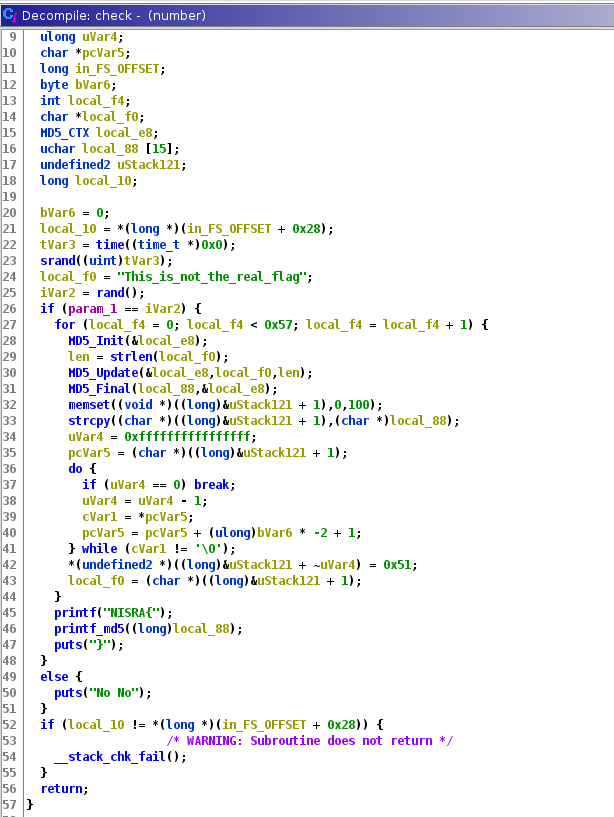 Decompile: check - (number)
9 ulong uVar4;
10 char *pcVar5;
11 long in_FS_OFFSET;
12 byte bVar6;
13 int local_f4;
14 char *local_f0;
15 MD5_CTX local_e8;
16 uchar local_88 [15];
17 undefined2 uStack121;
18 long local_10;
19
20 bVar6 = 0;
21 local_10 = *(long *)(in_FS_OFFSET + 0x28);
22 tVar3 = time((time_t *)0x0);
23 srand((uint)tVar3);
24 local_f0 = "This_is_not_the_real_flag";
25 iVar2 = rand();
26 if (param_1 == iVar2) {
27 for (local_f4 = 0; local_f4 < 0x57; local_f4 = local_f4 + 1) {
28 MD5_Init(&local_e8);
29 len = strlen(local_f0);
30 MD5_Update(&local_e8,local_f0,len);
31 MD5_Final(local_88,&local_e8);
32 memset((void *)((long)&uStack121 + 1),0,100);
33 strcpy((char *)((long)&uStack121 + 1),(char *)local_88);
34 uVar4 = 0xffffffffffffffff;
35 pcVar5 = (char *)((long)&uStack121 + 1);
36 do {
37 if (uVar4 == 0) break;
38 uVar4 = uVar4 - 1;
39 cVar1 = *pcVar5;
40 pcVar5 = pcVar5 + (ulong)bVar6 * -2 + 1;
41 } while (cVar1 != '\0');
42 *(undefined2 *)((long)&uStack121 + ~uVar4) = 0x51;
43 local_f0 = (char *)((long)&uStack121 + 1);
44 }
45 printf("NISRA{");
46 printf_md5((long)local_88);
47 puts("}");
48 }
49 else {
50 puts("No No");
51 }
52 if (local_10 != *(long *)(in_FS_OFFSET + 0x28)) {
53 /* WARNING: Subroutine does not return */
54 __stack_chk_fail();
55 }
56 return;
57 }